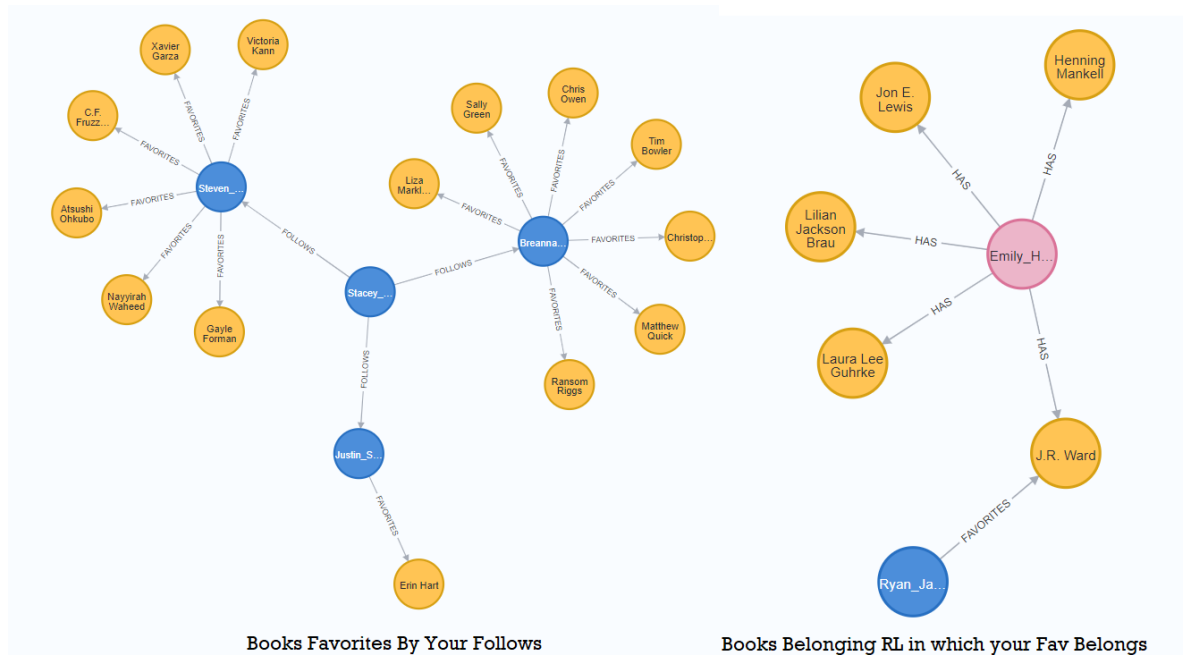 Xavier
Garza
Victoria
Kann
C.F.
Fruzz...
Atsushi
Ohkubo
Nayyirah
Waheed
Gayle
Forman
Steven_...
FAVORITES
FAVORITES
FAVORITES
FAVORITES
FAVORITES
FAVORITES
FOLLOWS
Stacey_...
FOLLOWS
FOLLOWS
Sally
Green
Chris
Owen
Tim
Bowler
Liza
Markl...
Christop...
Matthew
Quick
Ransom
Riggs
Breanna...
FAVORITES
FAVORITES
FAVORITES
FAVORITES
FAVORITES
FAVORITES
FAVORITES
Justin_S...
FAVORITES
Erin Hart
Books Favorites By Your Follows
Henning
Mankell
Jon E.
Lewis
Lilian
Jackson
Brau
Laura Lee
Guhrke
Emily_H...
HAS
HAS
HAS
HAS
HAS
J.R. Ward
FAVORITES
Ryan_Ja...
Books Belonging RL in which your Fav Belongs